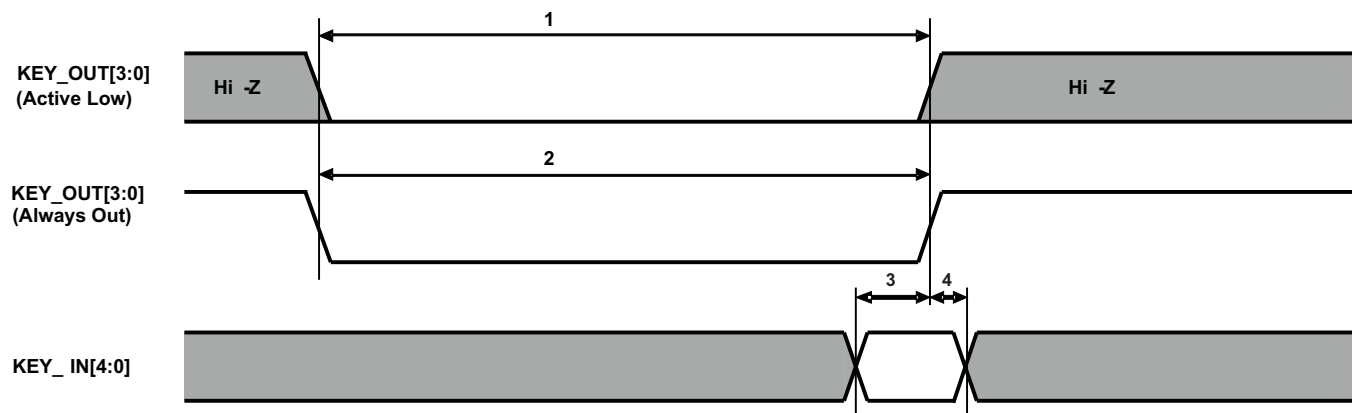 1
KEY_OUT[3:0]
(Active Low)
Hi -Z
Hi -Z
2
KEY_OUT[3:0]
(Always Out)
3
4
KEY_ IN[4:0]